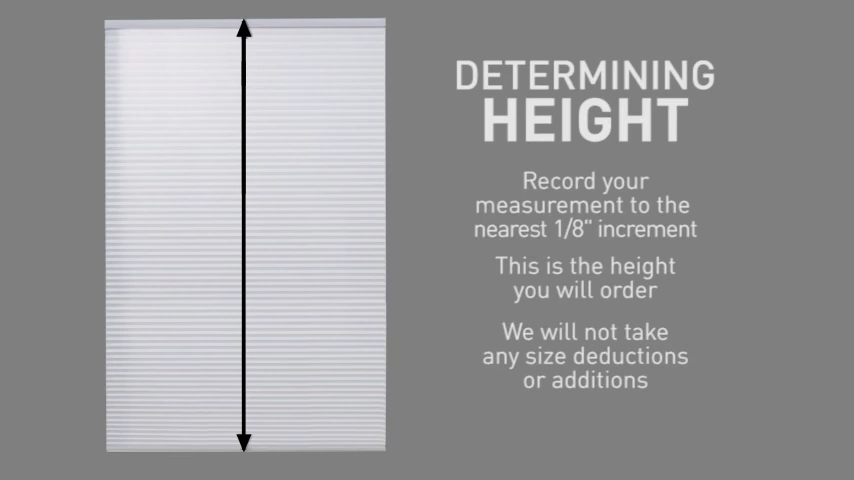 DETERMINING
HEIGHT
Record your
measurement to the
nearest 1/8" increment
This is the height
you will order
We will not take
any size deductions
or additions